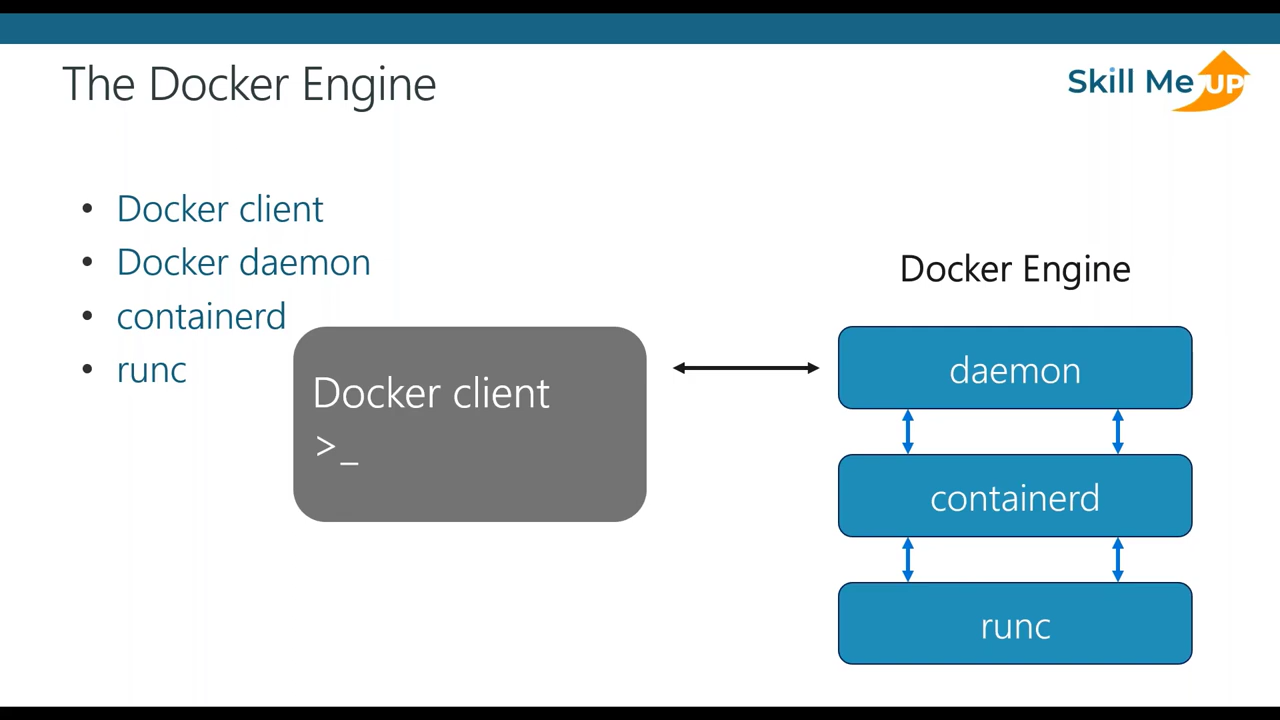 The Docker Engine
Skill Me UP
• Docker client
• Docker daemon
• containerd
• runc
Docker client
>_
Docker Engine
daemon
containerd
runc